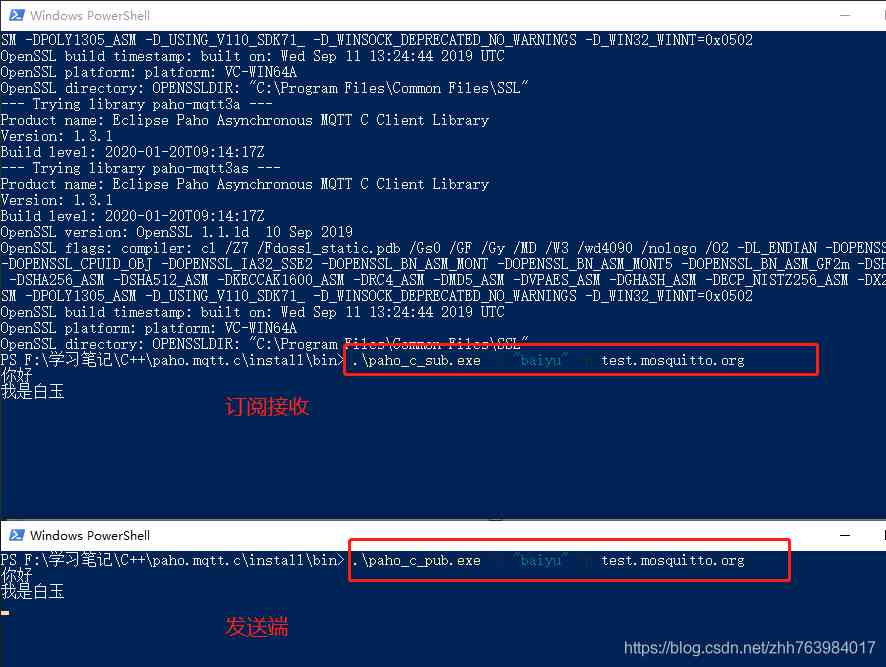 Windows PowerShell
SM -DPOLY1305_ASM -D_USING_V110_SDK71_ -D_WINSOCK_DEPRECATED_NO_WARNINGS -D_WIN32_WINNT=0x0502
OpenSSL build timestamp: built on: Wed Sep 11 13:24:44 2019 UTC
OpenSSL platform: platform: VC-WIN64A
OpenSSL directory: OPENSSLDIR: "C:\Program Files\Common Files\SSL"
--- Trying library paho-mqtt3a ---
Product name: Eclipse Paho Asynchronous MQTT C Client Library
Version: 1.3.1
Build level: 2020-01-20T09:14:17Z
--- Trying library paho-mqtt3as ---
Product name: Eclipse Paho Asynchronous MQTT C Client Library
Version: 1.3.1
Build level: 2020-01-20T09:14:17Z
OpenSSL version: OpenSSL 1.1.1d  10 Sep 2019
OpenSSL flags: compiler: cl /Z7 /Fdossl_static.pdb /Gs0 /GF /Gy /MD /W3 /wd4090 /nologo /O2 -DL_ENDIAN -DOPENSS
-DOPENSSL_CPUID_OBJ -DOPENSSL_IA32_SSE2 -DOPENSSL_BN_ASM_MONT -DOPENSSL_BN_ASM_MONT5 -DOPENSSL_BN_ASM_GF2m -DSH
-DSHA256_ASM -DSHA512_ASM -DKECCAK1600_ASM -DRC4_ASM -DMD5_ASM -DVPAES_ASM -DGHASH_ASM -DECP_NISTZ256_ASM -DX2
SM -DPOLY1305_ASM -D_USING_V110_SDK71_ -D_WINSOCK_DEPRECATED_NO_WARNINGS -D_WIN32_WINNT=0x0502
OpenSSL build timestamp: built on: Wed Sep 11 13:24:44 2019 UTC
OpenSSL platform: platform: VC-WIN64A
OpenSSL directory: OPENSSLDIR: "C:\Program Files\Common Files\SSL"
PS F:\学习笔记\C++\paho.mqtt.c\install\bin> .\paho_c_sub.exe "baiyu" test.mosquitto.org
你好
我是白玉
订阅接收
Windows PowerShell
PS F:\学习笔记\C++\paho.mqtt.c\install\bin> .\paho_c_pub.exe "baiyu" test.mosquitto.org
你好
我是白玉
发送端
https://blog.csdn.net/zhh763984017